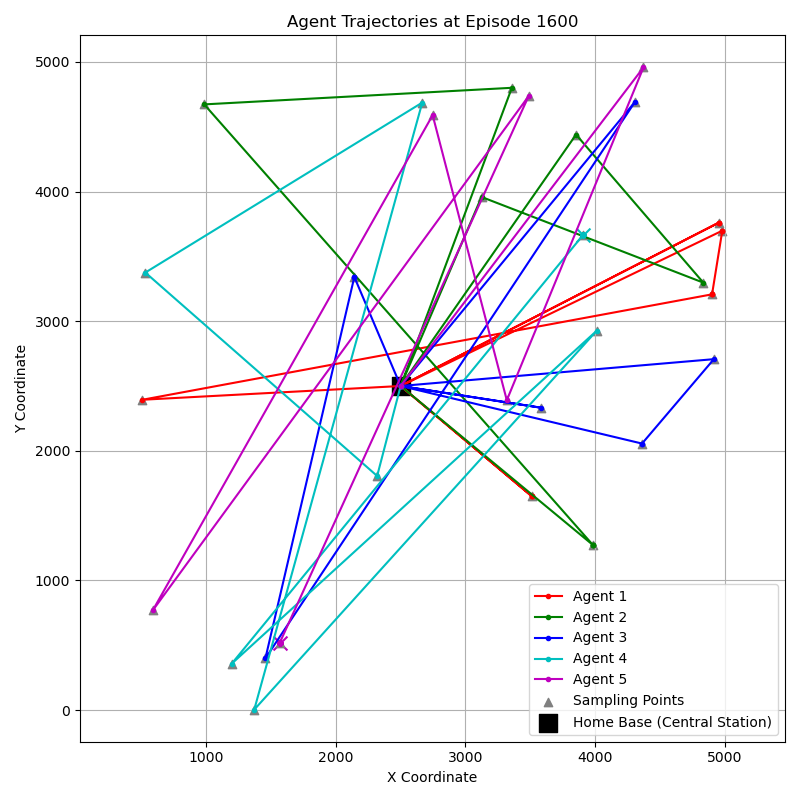 Agent Trajectories at Episode 1600
Y Coordinate
5000
4000
3000
2000
1000
0
1000
2000
3000
4000
5000
X Coordinate
Agent 1
Agent 2
Agent 3
Agent 4
Agent 5
Sampling Points
Home Base (Central Station)